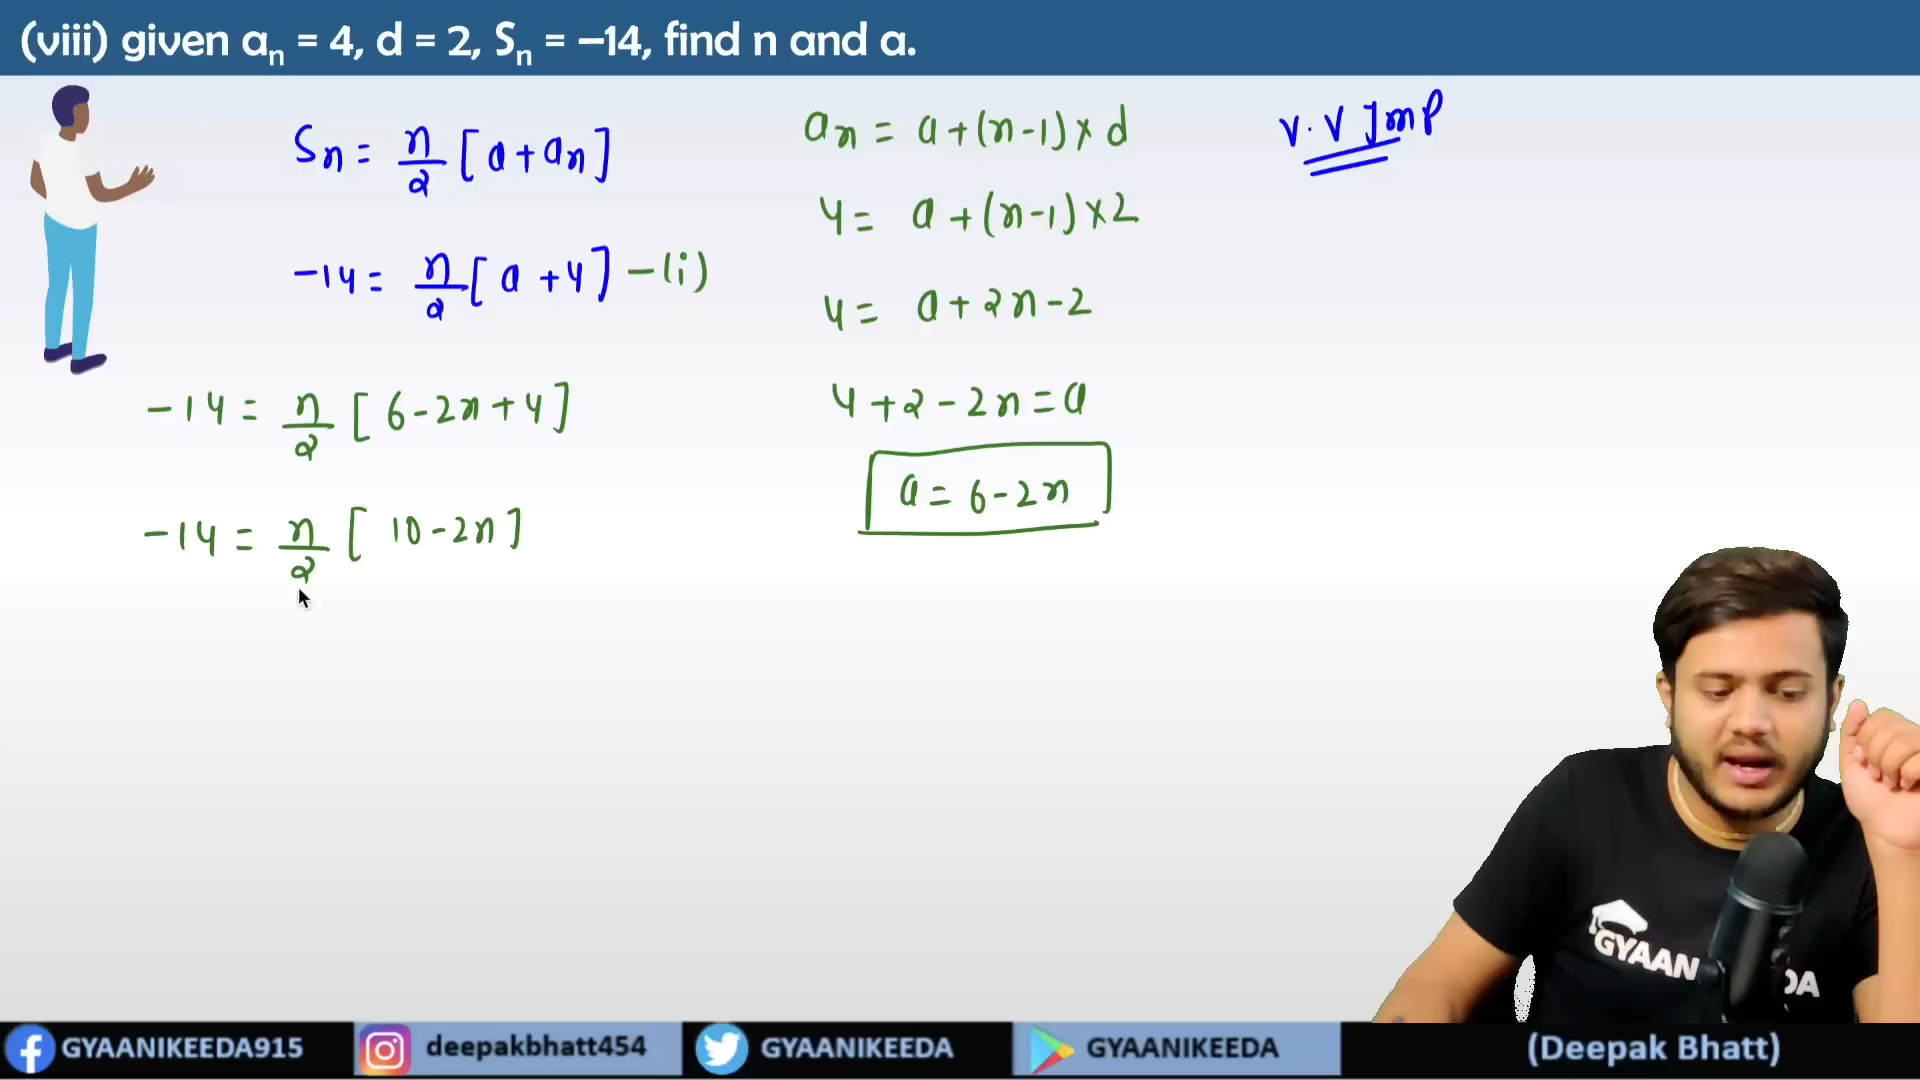 (viii) given aₙ = 4, d = 2, Sₙ = –14, find n and a.
Sn = n/2 [a + an]
-14 = n/2 [a + 4] - (i)
-14 = n/2 [6 - 2n + 4]
-14 = n/2 [10 - 2n]
an = a + (n-1) × d
4 = a + (n-1) × 2
4 = a + 2n - 2
4 + 2 - 2n = a
a = 6 - 2n
V.V Imp
GYAAN DA
GYAANIKEEDA915
deepakbhatt454
GYAANIKEEDA
GYAANIKEEDA
(Deepak Bhatt)